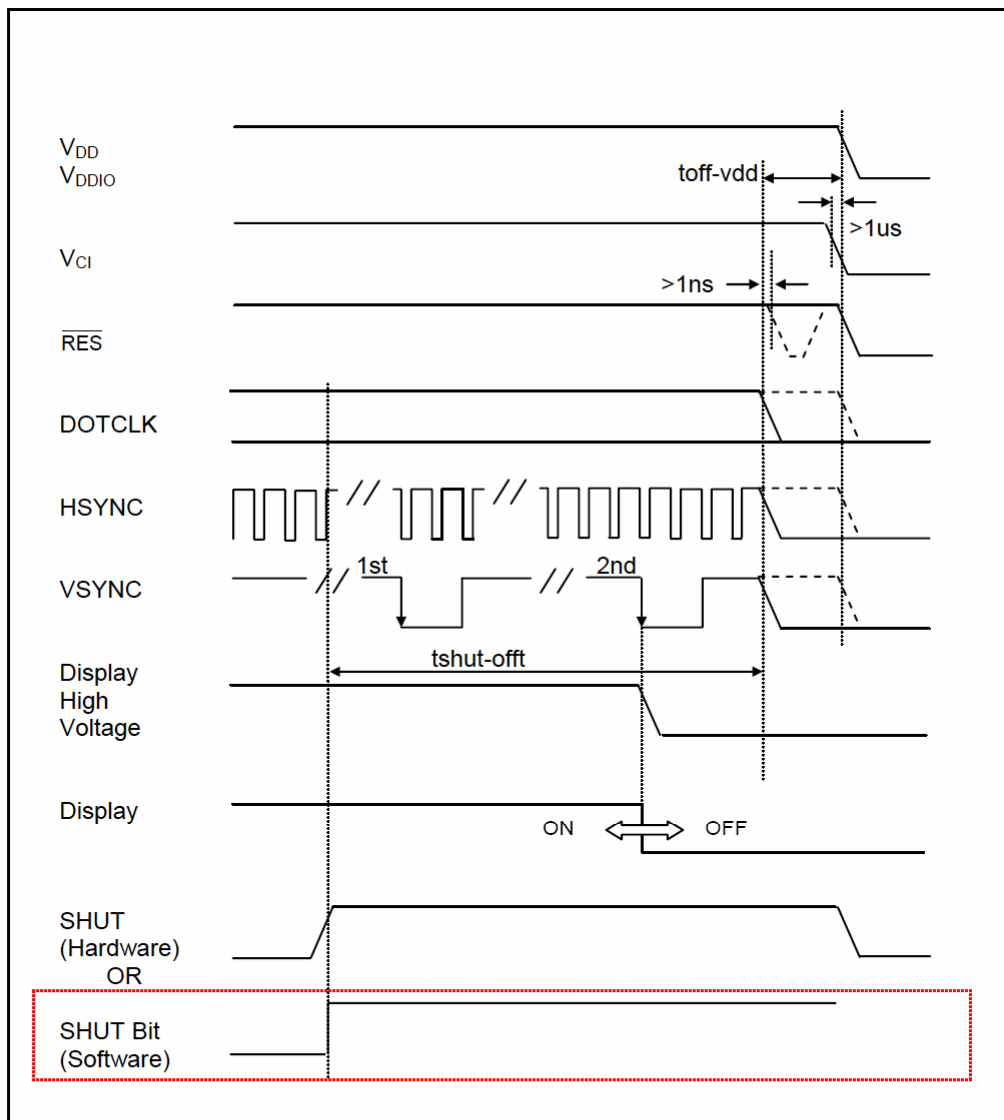 VDD
VDDIO
toff-vdd
>1us
VCI
>1ns
RES
DOTCLK
HSYNC
1st
2nd
VSYNC
tshut-offt
Display
High
Voltage
Display
ON
OFF
SHUT
(Hardware)
OR
SHUT Bit
(Software)